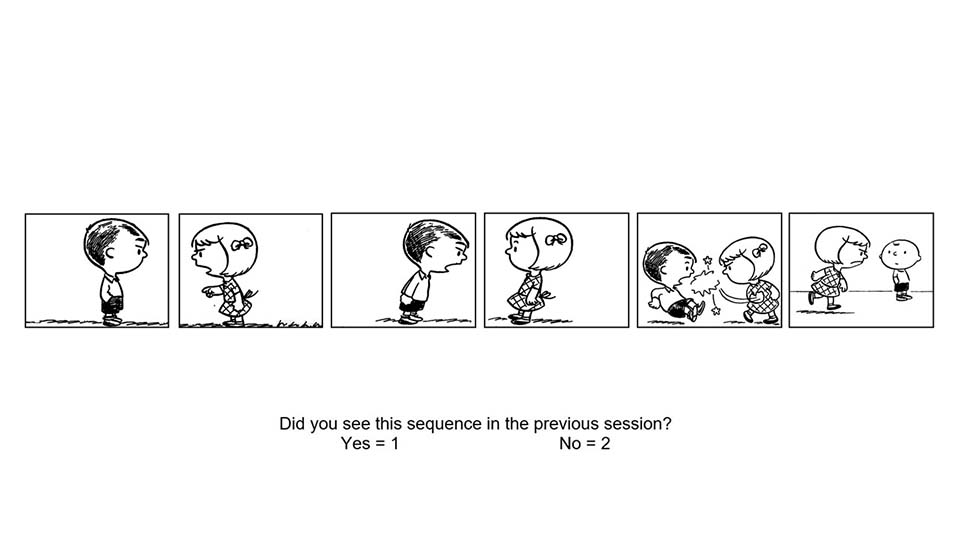 Did you see this sequence in the previous session?
Yes = 1 No = 2